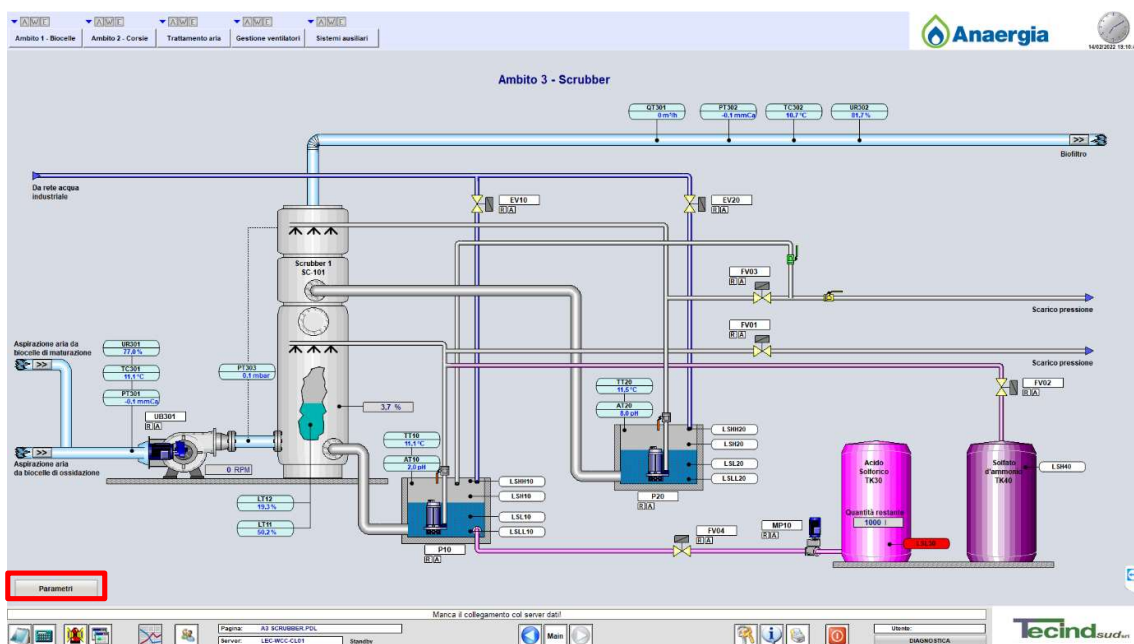 A W E
A W E
A W E
A W E
A W E
Ambito 1 - Biocelle
Ambito 2 - Corsie
Trattamento aria
Gestione ventilatori
Sistemi ausiliari
Anaergia
Ambito 3 - Scrubber
QT301
0 m³/h
PT302
-0.1 mmCa
TC302
10,7 °C
UR302
81,7 %
>>
Biofiltro
Da rete acqua
industriale
EV10
R A
EV20
R A
Scrubber 1
SC-101
FV03
R A
Scarico pressione
FV01
R A
Scarico pressione
Aspirazione aria da
biocelle di maturazione
>>
UR301
77,0 %
TC301
11,1 °C
PT301
-0.1 mmCa
PT303
0,1 mbar
UB301
R A
3,7 %
0 RPM
>>
Aspirazione aria
da biocelle di ossidazione
TT20
11,5 °C
AT20
8,0 pH
LSHH20
LSH20
LSL20
LSLL20
P20
R A
FV02
R A
TT10
11,1 °C
AT10
2,0 pH
LSHH10
LSH10
LSL10
LSLL10
P10
R A
LT12
19,3 %
LT11
50,2 %
FV04
R A
MP10
R A
Acido
Solforico
TK30
Quantità restante
1000 l
LSL30
Solfato
d'ammonio
TK40
LSH40
Parametri
Manca il collegamento col server dati!
Pagina:
A3 SCRUBBER.PDL
Server:
LEC-WCC-CL01
Standby
Main
Utente:
DIAGNOSTICA
Tecindsud